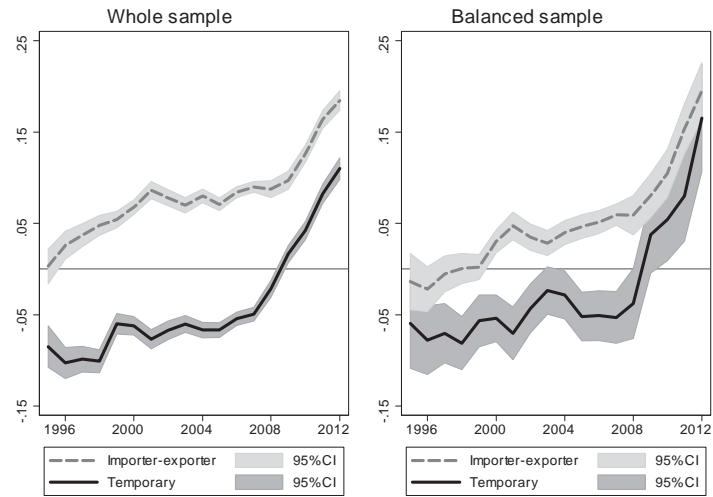 Whole sample
Balanced sample
.25
.15
.05
-.05
-.15
1996 2000 2004 2008 2012
.25
.15
.05
-.05
-.15
1996 2000 2004 2008 2012
Importer-exporter 95%CI
Temporary 95%CI
Importer-exporter 95%CI
Temporary 95%CI